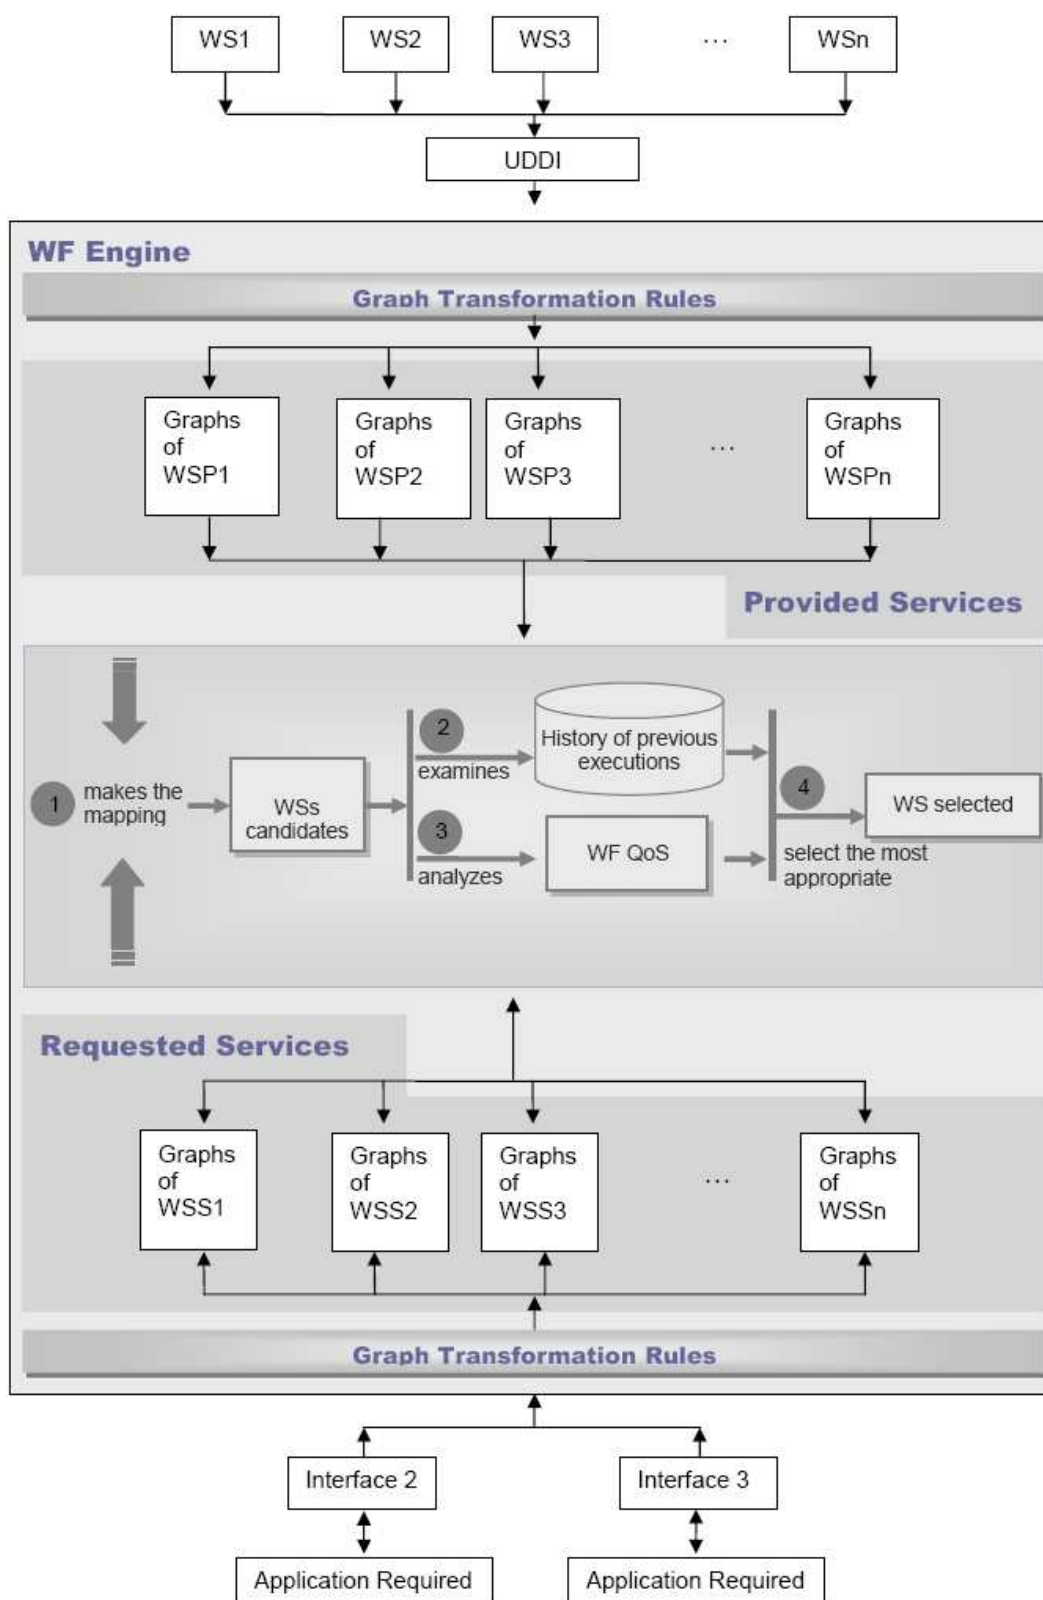 WS1 WS2 WS3 ... WSn
UDDI
WF Engine
Graph Transformation Rules
Graphs of WSP1
Graphs of WSP2
Graphs of WSP3
...
Graphs of WSPn
Provided Services
1
makes the
mapping
WSs
candidates
2
examines
History of previous
executions
3
analyzes
WF QoS
4
select the most
appropriate
WS selected
Requested Services
Graphs of WSS1
Graphs of WSS2
Graphs of WSS3
...
Graphs of WSSn
Graph Transformation Rules
Interface 2 Interface 3
Application Required Application Required